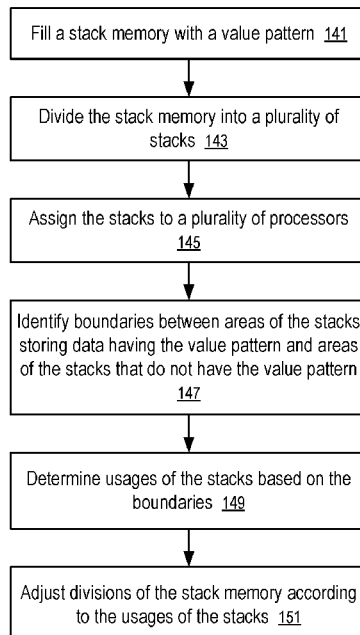 Fill a stack memory with a value pattern 141
Divide the stack memory into a plurality of
stacks 143
Assign the stacks to a plurality of processors
145
Identify boundaries between areas of the stacks
storing data having the value pattern and areas
of the stacks that do not have the value pattern
147
Determine usages of the stacks based on the
boundaries 149
Adjust divisions of the stack memory according
to the usages of the stacks 151